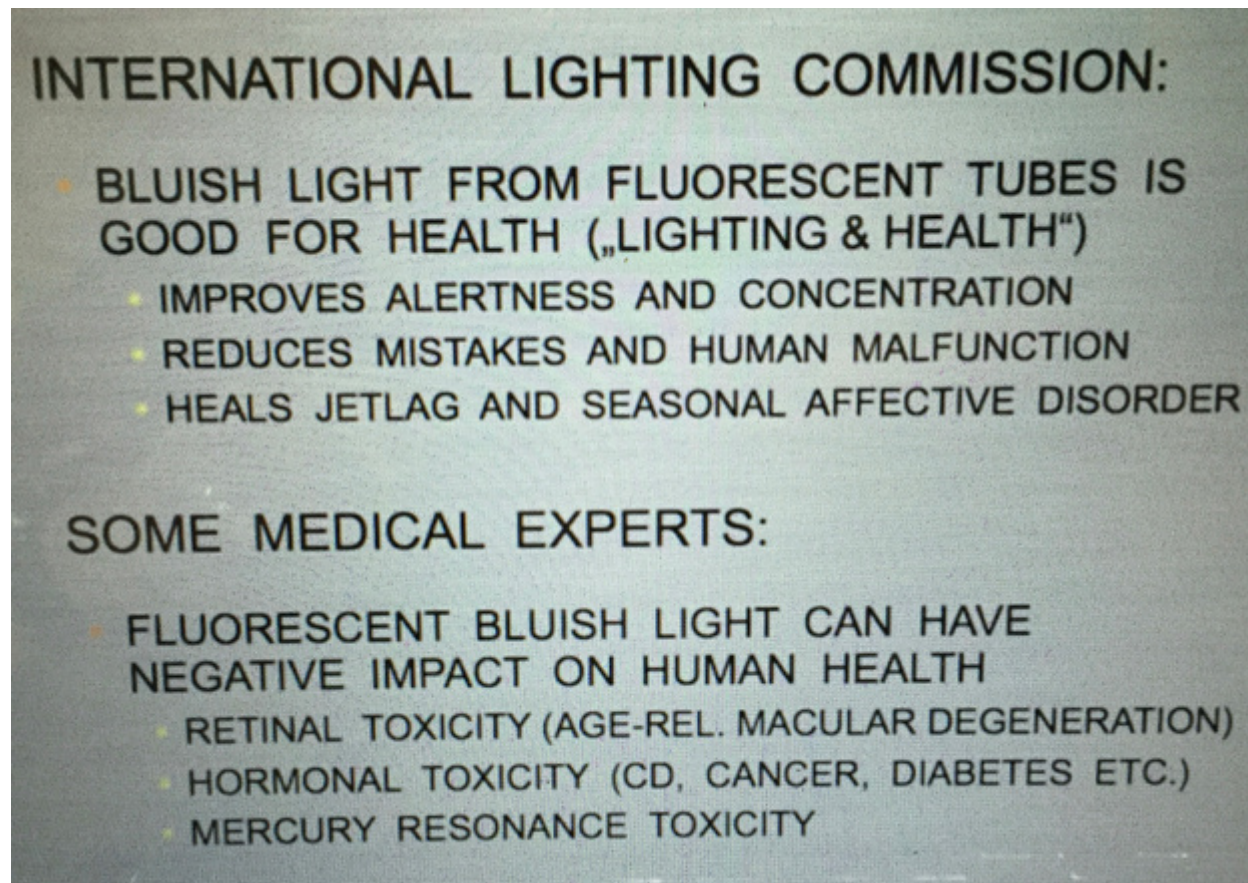 INTERNATIONAL LIGHTING COMMISSION:
• BLUISH LIGHT FROM FLUORESCENT TUBES IS
GOOD FOR HEALTH („LIGHTING & HEALTH“)
• IMPROVES ALERTNESS AND CONCENTRATION
• REDUCES MISTAKES AND HUMAN MALFUNCTION
• HEALS JETLAG AND SEASONAL AFFECTIVE DISORDER
SOME MEDICAL EXPERTS:
• FLUORESCENT BLUISH LIGHT CAN HAVE
NEGATIVE IMPACT ON HUMAN HEALTH
• RETINAL TOXICITY (AGE-REL. MACULAR DEGENERATION)
• HORMONAL TOXICITY (CD, CANCER, DIABETES ETC.)
• MERCURY RESONANCE TOXICITY